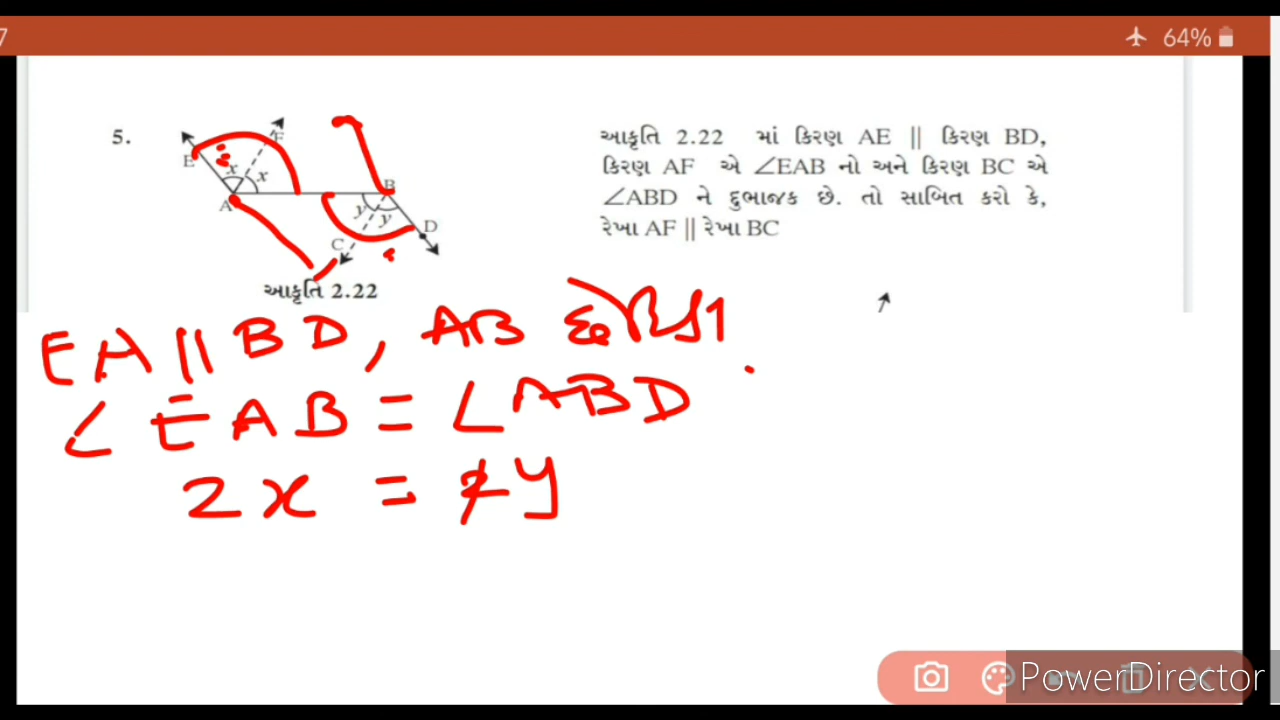 7
64%
5.
E
F
x
x
A
B
y
y
C
D
આકૃતિ 2.22
આકૃતિ 2.22 માં કિરણ AE || કિરણ BD,
કિરણ AF એ ∠EAB નો અને કિરણ BC એ
∠ABD ને દુભાજક છે. તો સાબિત કરો કે,
રેખા AF || રેખા BC
EA || BD, AB
∠EAB = ∠ABD
2x = 2y
PowerDirector